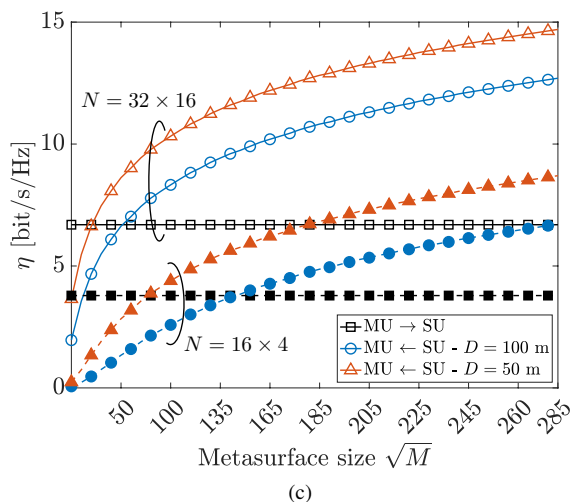 15
10
5
0
η [bit/s/Hz]
N = 32 × 16
N = 16 × 4
MU → SU
MU ← SU - D = 100 m
MU ← SU - D = 50 m
50 100 135 165 185 205 225 245 265 285
Metasurface size √M
(c)